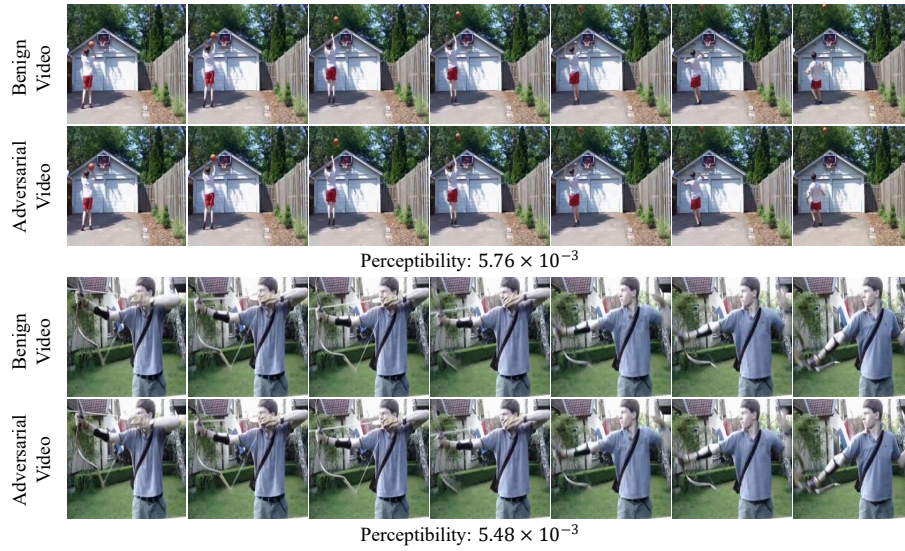 Benign
Video
Adversarial
Video
Perceptibility: 5.76 × 10⁻³
Benign
Video
Adversarial
Video
Perceptibility: 5.48 × 10⁻³